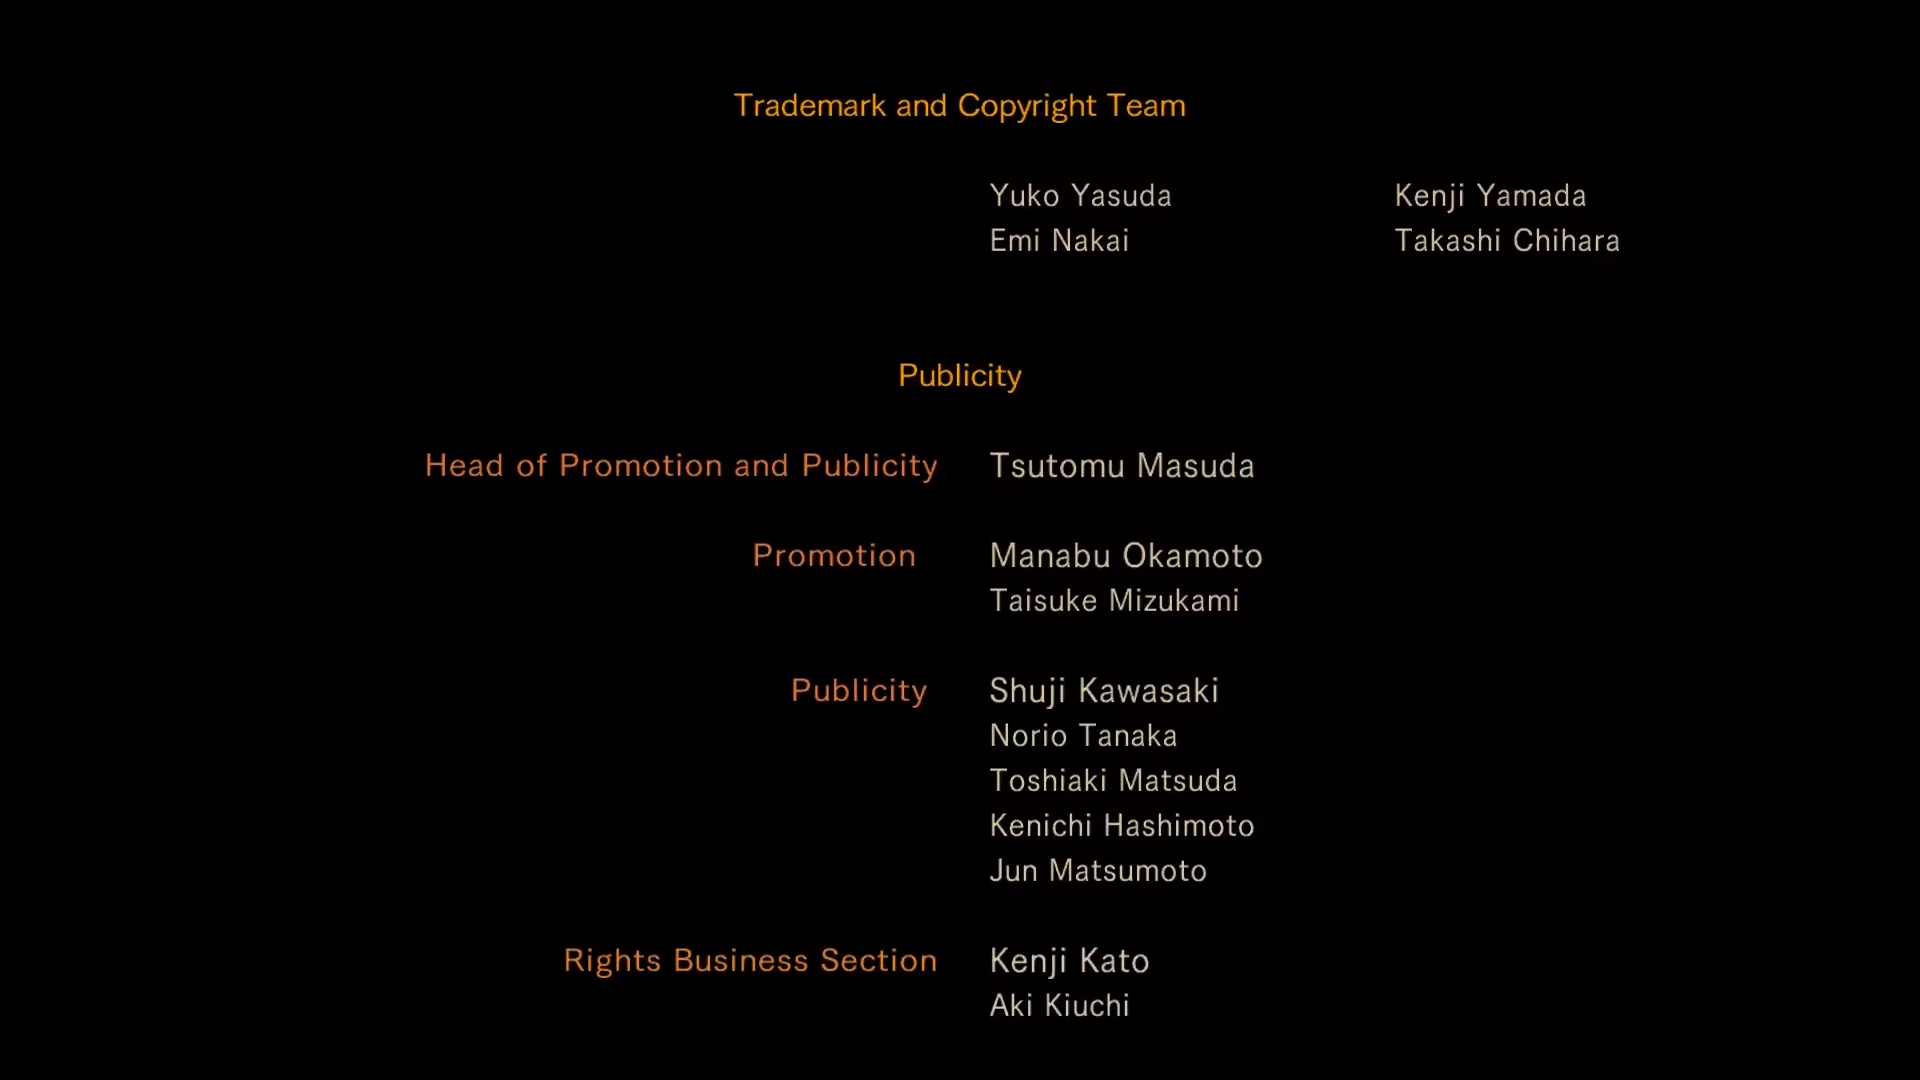 Trademark and Copyright Team
Yuko Yasuda Kenji Yamada
Emi Nakai Takashi Chihara
Publicity
Head of Promotion and Publicity Tsutomu Masuda
Promotion Manabu Okamoto
Taisuke Mizukami
Publicity Shuji Kawasaki
Norio Tanaka
Toshiaki Matsuda
Kenichi Hashimoto
Jun Matsumoto
Rights Business Section Kenji Kato
Aki Kiuchi